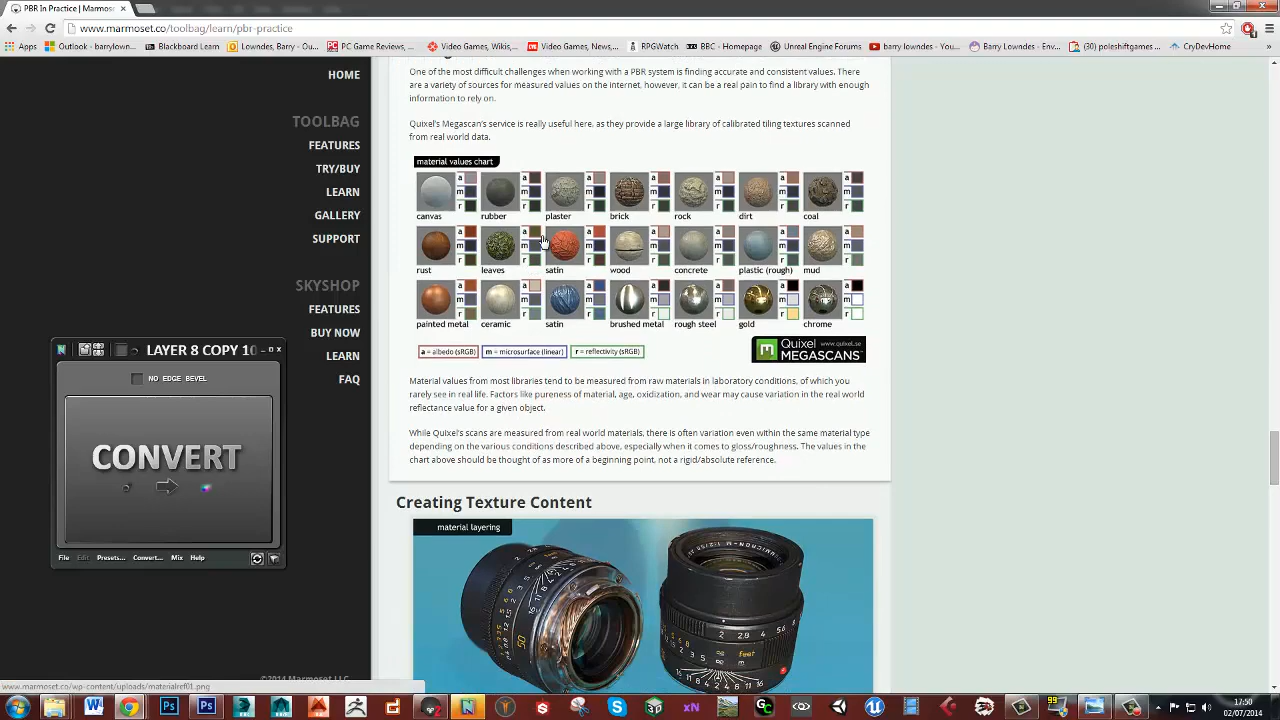 PBR In Practice | Marmoset
www.marmoset.co/toolbag/learn/pbr-practice
Apps
Outlook - barrylown...
Blackboard Learn
Lowndes, Barry - Out...
PC Game Reviews,...
Video Games, Wikis,...
Video Games, News,...
RPGWatch
BBC - Homepage
Unreal Engine Forums
barry lowndes - You...
Barry Lowndes - Env...
(30) poleshiftgames...
CryDevHome
HOME
TOOLBAG
FEATURES
TRY/BUY
LEARN
GALLERY
SUPPORT
SKYSHOP
FEATURES
BUY NOW
LEARN
FAQ
One of the most difficult challenges when working with a PBR system is finding accurate and consistent values. There
are a variety of sources for measured values on the internet, however, it can be a real pain to find a library with enough
information to rely on.
Quixel's Megascan's service is really useful here, as they provide a large library of calibrated tiling textures scanned
from real world data.
material values chart
a a a a a a a
m m m m m m m
r r r r r r r
canvas rubber plaster brick rock dirt coal
a a a a a a a
m m m m m m m
r r r r r r r
rust leaves satin wood concrete plastic (rough) mud
a a a a a a a
m m m m m m m
r r r r r r r
painted metal ceramic satin brushed metal rough steel gold chrome
a = albedo (sRGB) m = microsurface (linear) r = reflectivity (sRGB)
Quixel www.quixel.se
MEGASCANS
Material values from most libraries tend to be measured from raw materials in laboratory conditions, of which you
rarely see in real life. Factors like pureness of material, age, oxidization, and wear may cause variation in the real world
reflectance value for a given object.
While Quixel's scans are measured from real world materials, there is often variation even within the same material type
depending on the various conditions described above, especially when it comes to gloss/roughness. The values in the
chart above should be thought of as more of a beginning point, not a rigid/absolute reference.
Creating Texture Content
material layering
LAYER 8 COPY 10
NO EDGE BEVEL
CONVERT
File Edit Presets... Convert... Mix Help
www.marmoset.co/wp-content/uploads/materialref01.png
17:50
02/07/2014